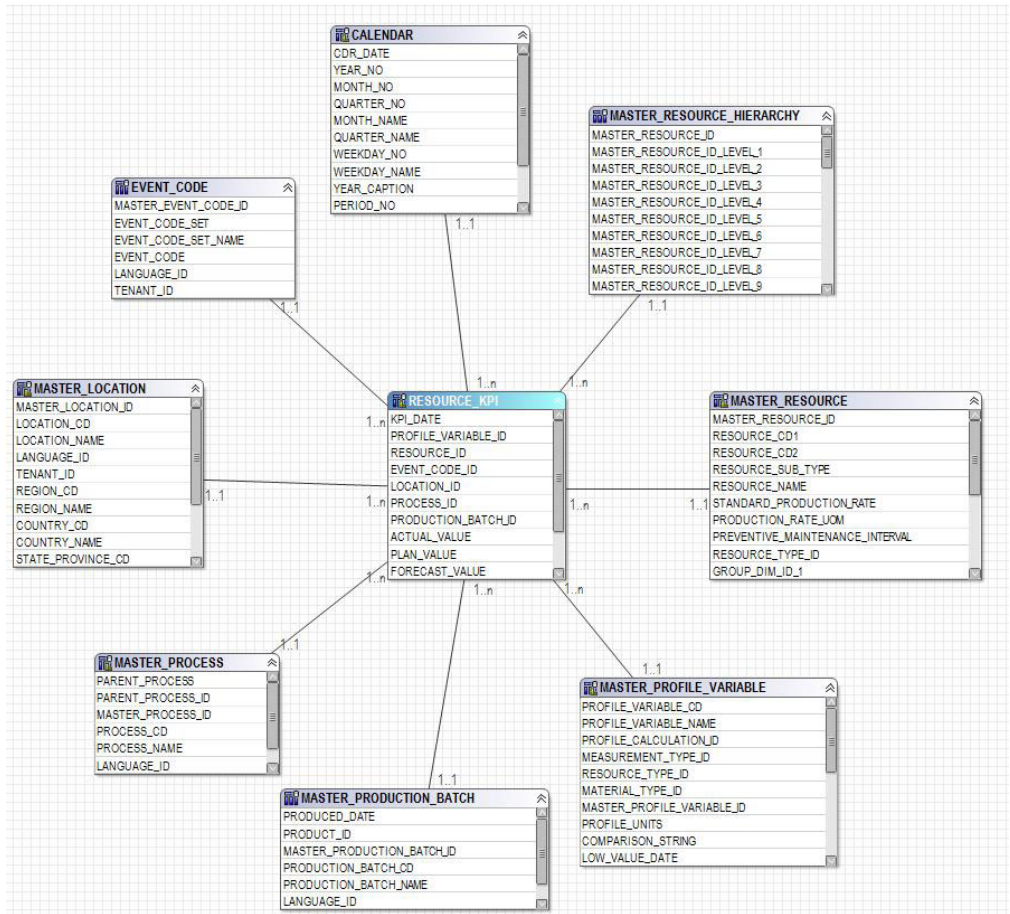 CALENDAR
CDR_DATE
YEAR_NO
MONTH_NO
QUARTER_NO
MONTH_NAME
QUARTER_NAME
WEEKDAY_NO
WEEKDAY_NAME
YEAR_CAPTION
PERIOD_NO
1..1
MASTER_RESOURCE_HIERARCHY
MASTER_RESOURCE_ID
MASTER_RESOURCE_ID_LEVEL_1
MASTER_RESOURCE_ID_LEVEL_2
MASTER_RESOURCE_ID_LEVEL_3
MASTER_RESOURCE_ID_LEVEL_4
MASTER_RESOURCE_ID_LEVEL_5
MASTER_RESOURCE_ID_LEVEL_6
MASTER_RESOURCE_ID_LEVEL_7
MASTER_RESOURCE_ID_LEVEL_8
MASTER_RESOURCE_ID_LEVEL_9
1..1
EVENT_CODE
MASTER_EVENT_CODE_ID
EVENT_CODE_SET
EVENT_CODE_SET_NAME
EVENT_CODE
LANGUAGE_ID
TENANT_ID
1..1
MASTER_LOCATION
MASTER_LOCATION_ID
LOCATION_CD
LOCATION_NAME
LANGUAGE_ID
TENANT_ID
REGION_CD
REGION_NAME
COUNTRY_CD
COUNTRY_NAME
STATE_PROVINCE_CD
1..1
1..n
1..n
1..n
1..n
RESOURCE_KPI
KPI_DATE
PROFILE_VARIABLE_ID
RESOURCE_ID
EVENT_CODE_ID
LOCATION_ID
PROCESS_ID
PRODUCTION_BATCH_ID
ACTUAL_VALUE
PLAN_VALUE
FORECAST_VALUE
1..n
1..n
1..n
1..n
1..1
MASTER_RESOURCE
MASTER_RESOURCE_ID
RESOURCE_CD1
RESOURCE_CD2
RESOURCE_SUB_TYPE
RESOURCE_NAME
STANDARD_PRODUCTION_RATE
PRODUCTION_RATE_UOM
PREVENTIVE_MAINTENANCE_INTERVAL
RESOURCE_TYPE_ID
GROUP_DIM_ID_1
1..1
MASTER_PROCESS
PARENT_PROCESS
PARENT_PROCESS_ID
MASTER_PROCESS_ID
PROCESS_CD
PROCESS_NAME
LANGUAGE_ID
1..1
MASTER_PROFILE_VARIABLE
PROFILE_VARIABLE_CD
PROFILE_VARIABLE_NAME
PROFILE_CALCULATION_ID
MEASUREMENT_TYPE_ID
RESOURCE_TYPE_ID
MATERIAL_TYPE_ID
MASTER_PROFILE_VARIABLE_ID
PROFILE_UNITS
COMPARISON_STRING
LOW_VALUE_DATE
1..1
MASTER_PRODUCTION_BATCH
PRODUCED_DATE
PRODUCT_ID
MASTER_PRODUCTION_BATCH_ID
PRODUCTION_BATCH_CD
PRODUCTION_BATCH_NAME
LANGUAGE_ID